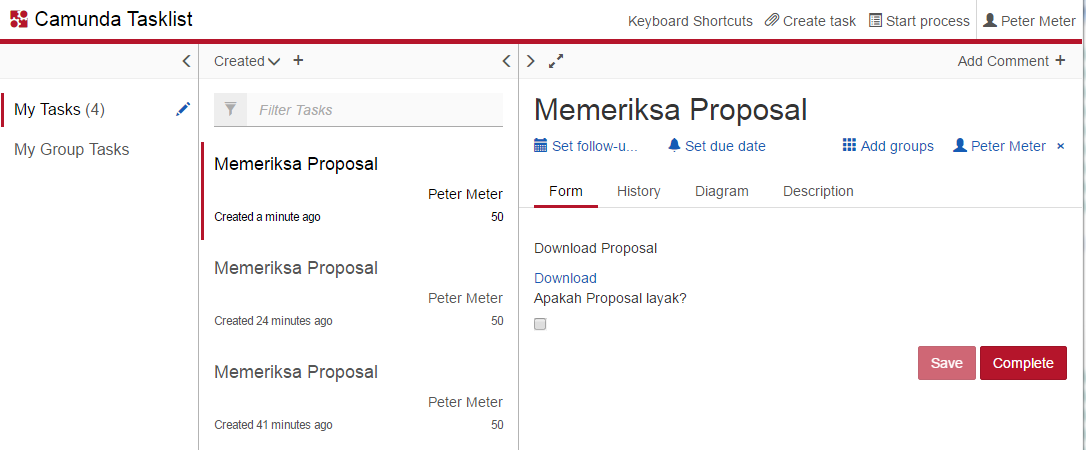 Camunda Tasklist
Keyboard Shortcuts Create task Start process Peter Meter
Created
Add Comment
My Tasks (4)
My Group Tasks
Filter Tasks
Memeriksa Proposal
Peter Meter
Created a minute ago 50
Memeriksa Proposal
Peter Meter
Created 24 minutes ago 50
Memeriksa Proposal
Peter Meter
Created 41 minutes ago 50
Memeriksa Proposal
Set follow-u... Set due date Add groups Peter Meter ×
Form History Diagram Description
Download Proposal
Download
Apakah Proposal layak?
Save Complete